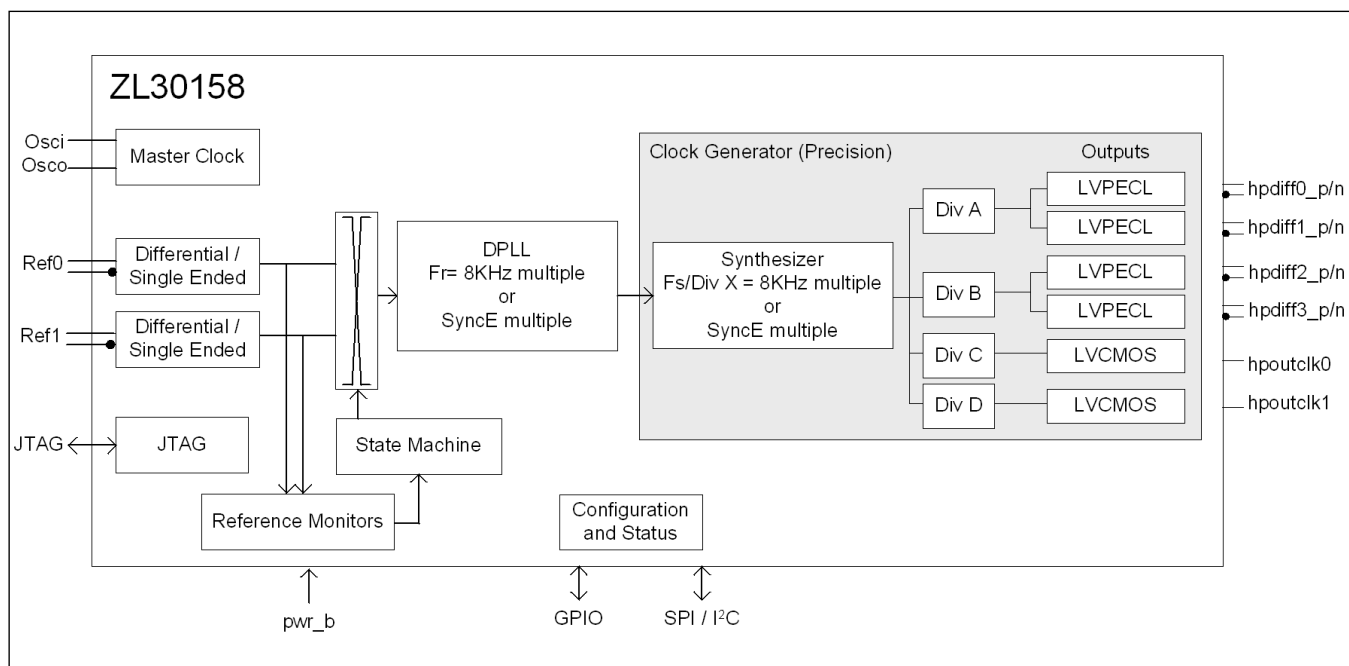 ZL30158
Osci
Osco
Master Clock
Ref0
Differential /
Single Ended
Ref1
Differential /
Single Ended
JTAG
JTAG
DPLL
Fr= 8KHz multiple
or
SyncE multiple
State Machine
Reference Monitors
Clock Generator (Precision)
Outputs
Synthesizer
Fs/Div X = 8KHz multiple
or
SyncE multiple
Div A
Div B
Div C
Div D
LVPECL
LVPECL
LVPECL
LVPECL
LVCMOS
LVCMOS
hpdiff0_p/n
hpdiff1_p/n
hpdiff2_p/n
hpdiff3_p/n
hpoutclk0
hpoutclk1
Configuration
and Status
pwr_b
GPIO
SPI / I²C